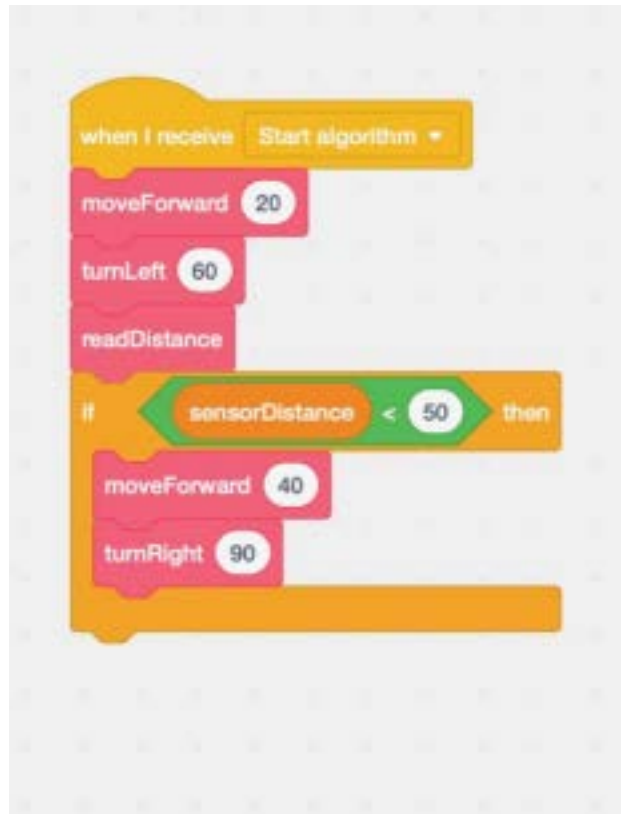 when I receive Start algorithm
moveForward 20
turnLeft 60
readDistance
if sensorDistance < 50 then
moveForward 40
turnRight 90